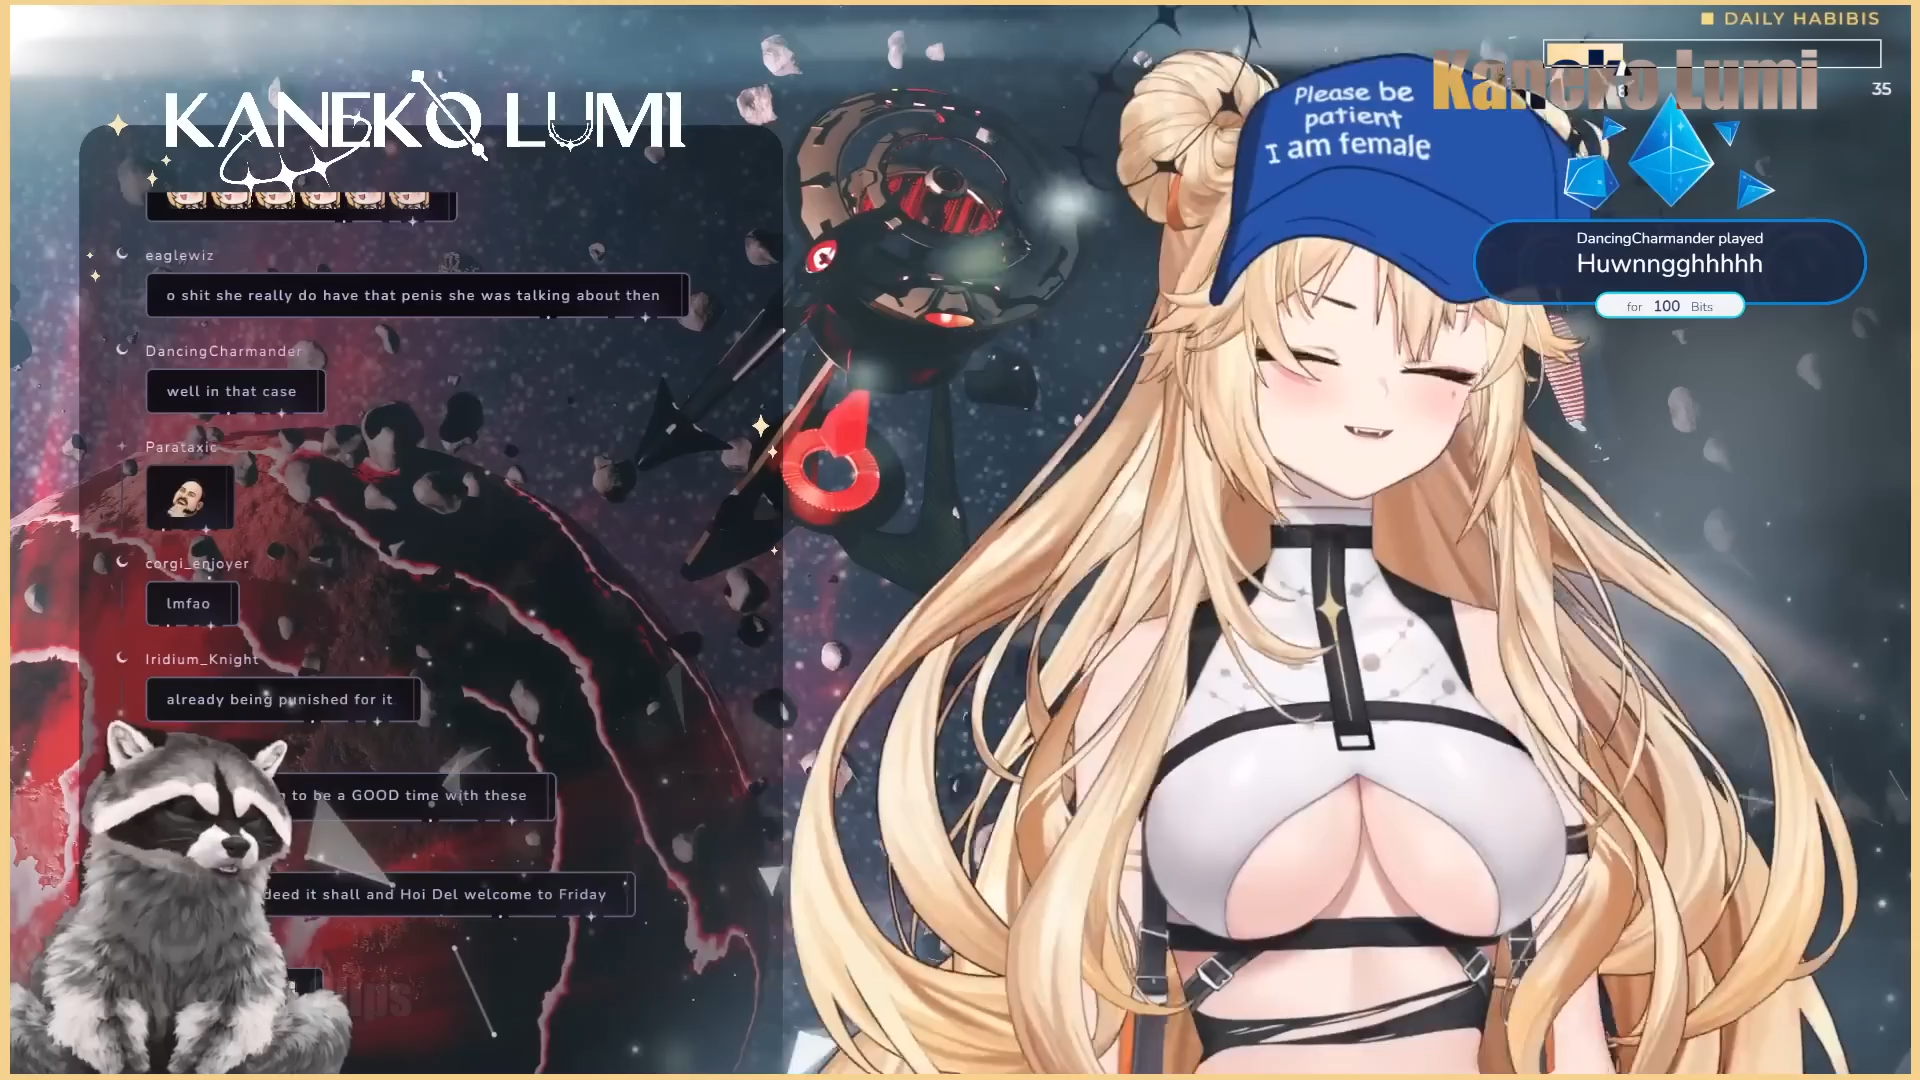 DAILY HABIBIS
Kaneko Lumi
35
KANEKO LUMI
Please be
patient
I am female
DancingCharmander played
Huwnngghhhhh
for 100 Bits
eaglewiz
o shit she really do have that penis she was talking about then
DancingCharmander
well in that case
Parataxic
corgi_enjoyer
lmfao
Iridium_Knight
already being punished for it
to be a GOOD time with these
deed it shall and Hoi Del welcome to Friday